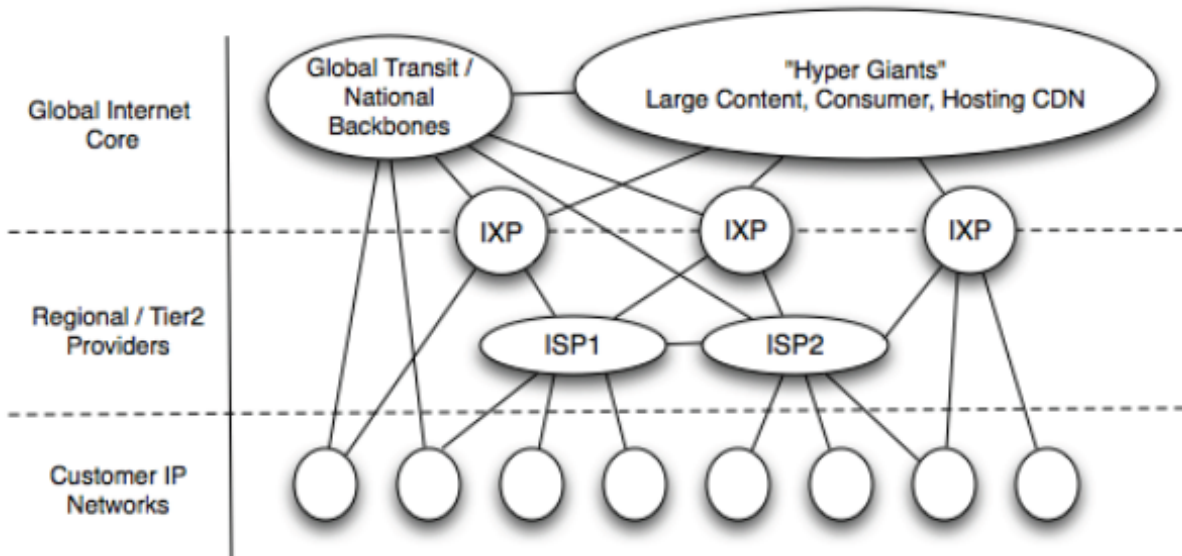 Global Transit /
National
Backbones
"Hyper Giants"
Large Content, Consumer, Hosting CDN
Global Internet
Core
IXP
IXP
IXP
Regional / Tier2
Providers
ISP1
ISP2
Customer IP
Networks